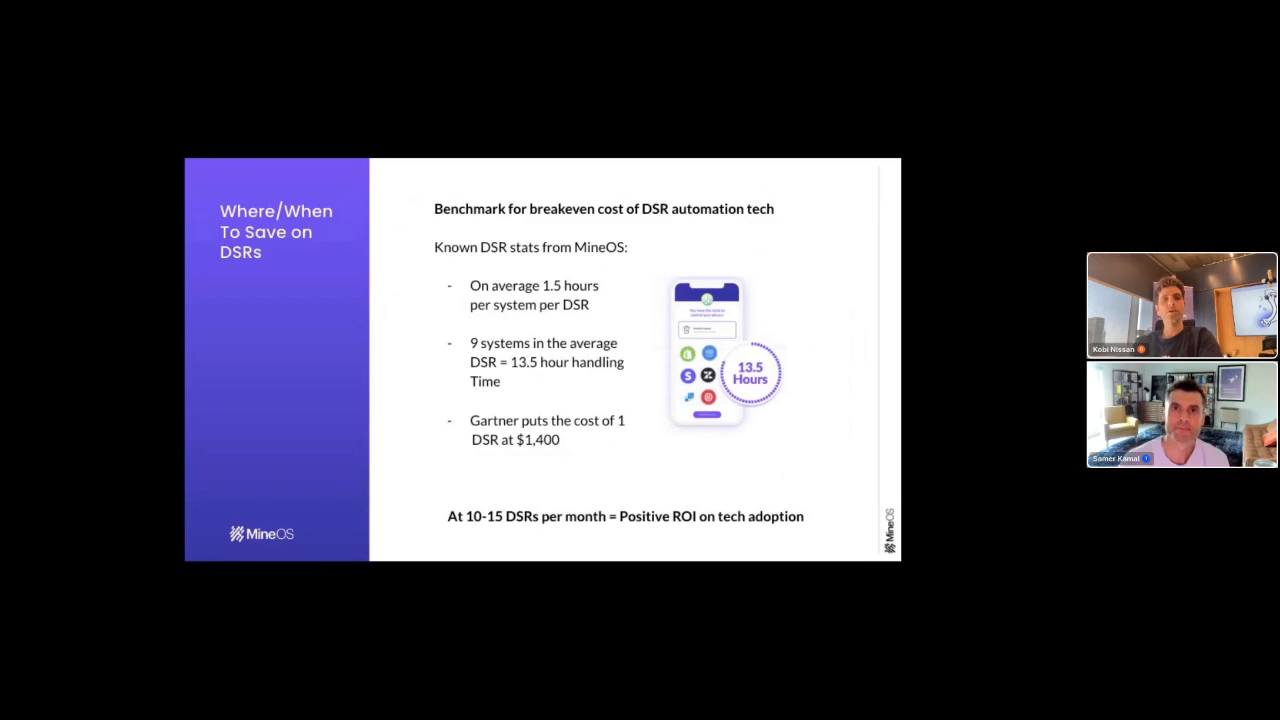 Where/When
To Save on
DSRs
MineOS
Benchmark for breakeven cost of DSR automation tech
Known DSR stats from MineOS:
- On average 1.5 hours
per system per DSR
- 9 systems in the average
DSR = 13.5 hour handling
Time
- Gartner puts the cost of 1
DSR at $1,400
13.5
Hours
At 10-15 DSRs per month = Positive ROI on tech adoption
MineOS
Kobi Nissan
Samer Kamal